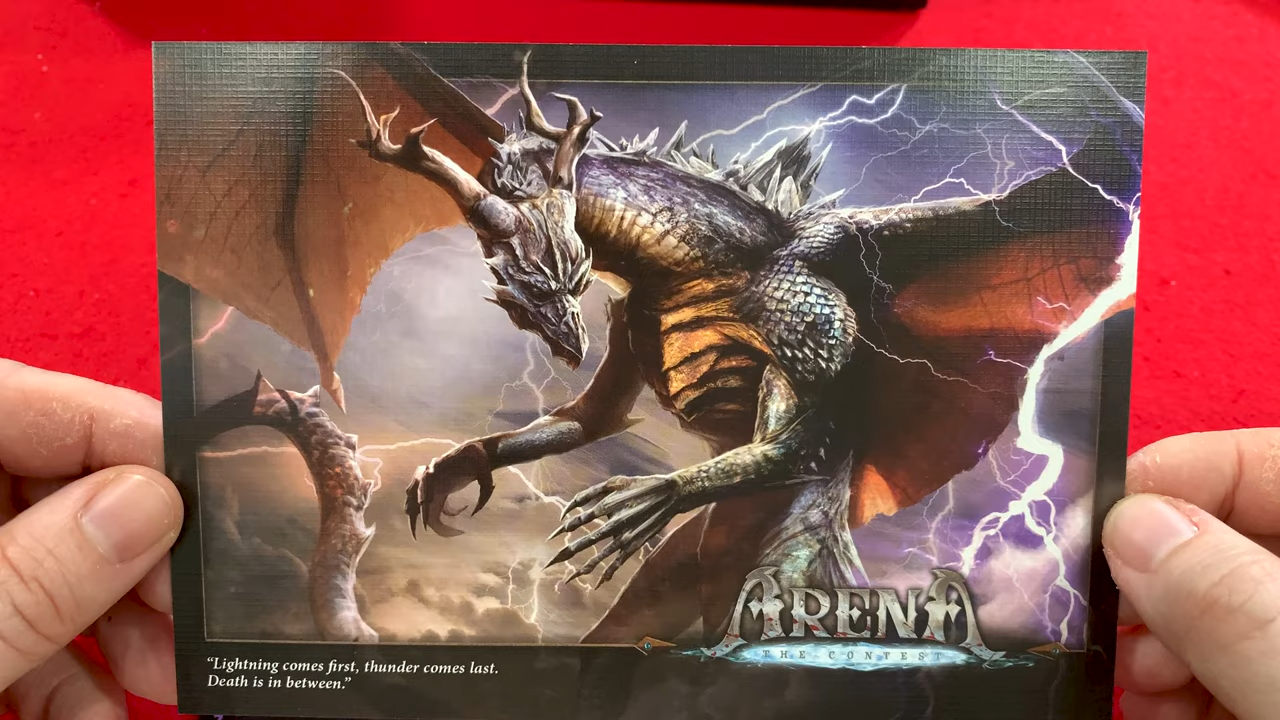 ARENA
THE CONTEST
“Lightning comes first, thunder comes last.
Death is in between.”